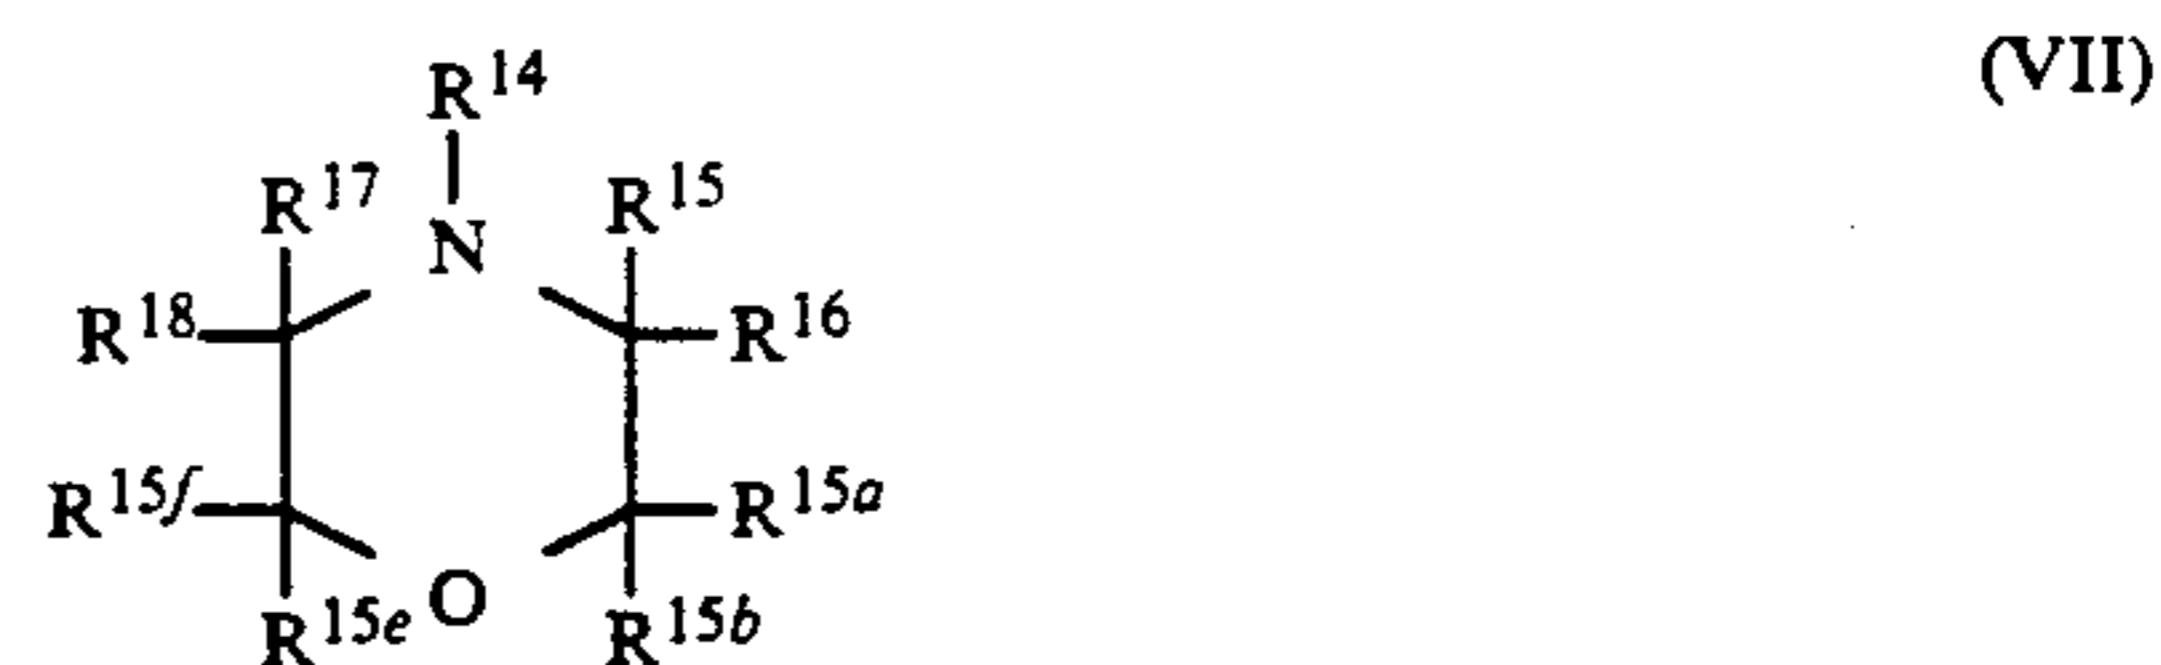 (VII)
R14
R17 N R15
R18 R16
R15f R15a
R15e O R15b